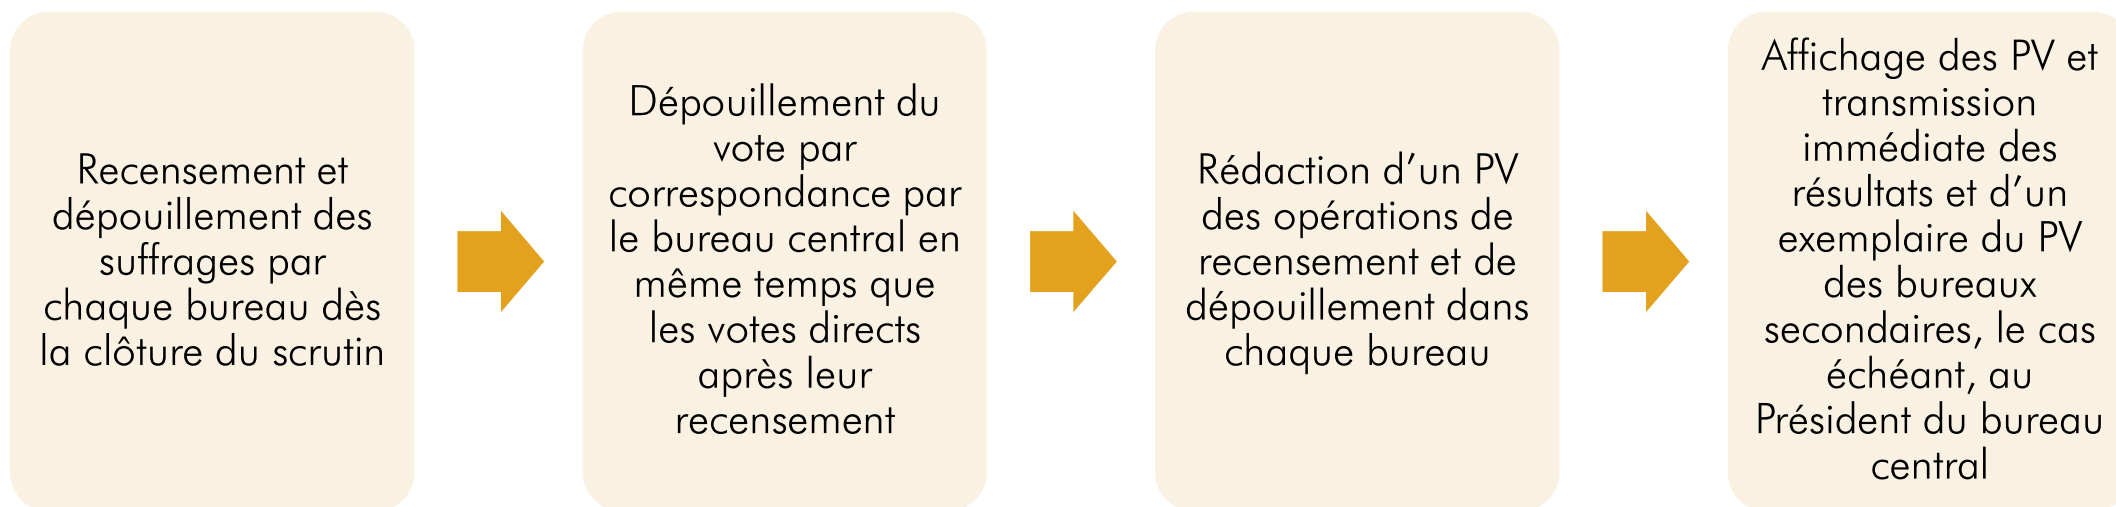 Recensement et
dépouillement des
suffrages par
chaque bureau dès
la clôture du scrutin
Dépouillement du
vote par
correspondance par
le bureau central en
même temps que
les votes directs
après leur
recensement
Rédaction d’un PV
des opérations de
recensement et de
dépouillement dans
chaque bureau
Affichage des PV et
transmission
immédiate des
résultats et d’un
exemplaire du PV
des bureaux
secondaires, le cas
échéant, au
Président du bureau
central